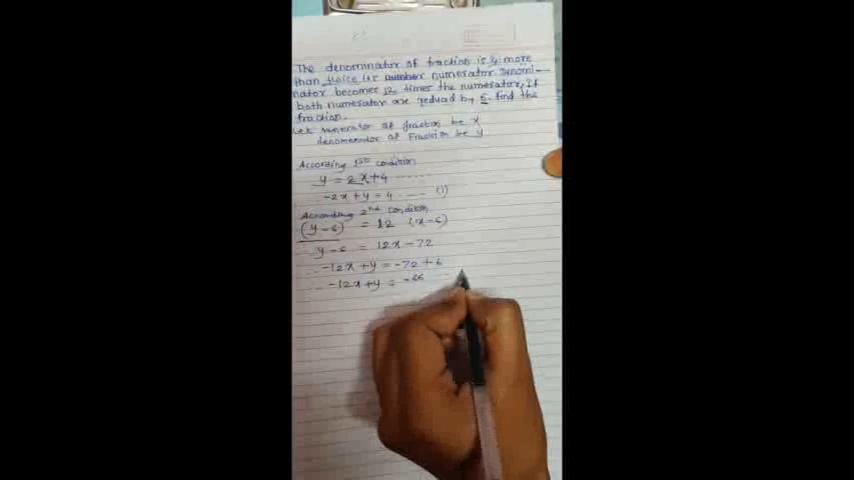 The denominator of fraction is 4 more
than twice its numerator. Denomi-
nator becomes 12 times the numerator, If
both numerator are reduced by 6. find the
fraction.
Let numerator of fraction be x
denomenator of Fraction be y
According 1st condition
y = 2x+4
-2x+y = 4 ...... (1)
According 2nd condition
(y-6) = 12 (x-6)
y-6 = 12x-72
-12x+y = -72+6
-12x+y = -66